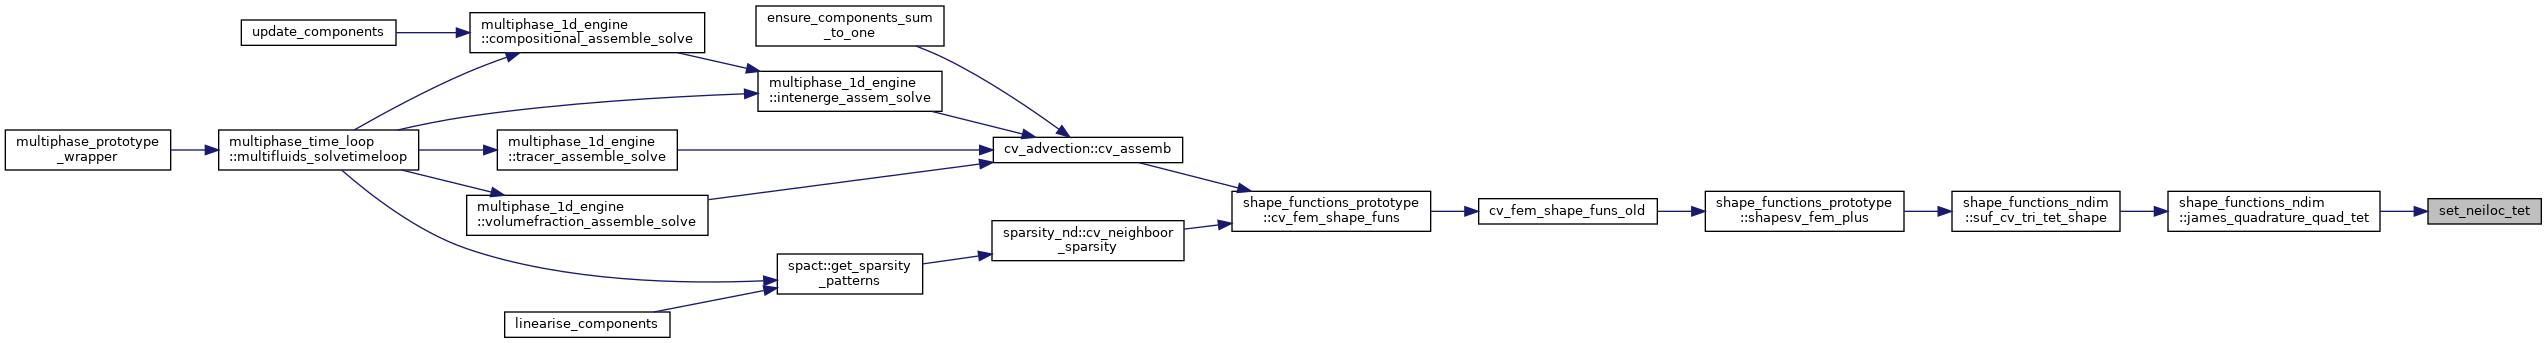 multiphase_prototype
_wrapper
update_components
multiphase_time_loop
::multifluids_solvetimeloop
multiphase_1d_engine
::compositional_assemble_solve
multiphase_1d_engine
::tracer_assemble_solve
multiphase_1d_engine
::volumefraction_assemble_solve
linearise_components
ensure_components_sum
_to_one
multiphase_1d_engine
::intenerge_assem_solve
spact::get_sparsity
_patterns
cv_advection::cv_assemb
sparsity_nd::cv_neighboor
_sparsity
shape_functions_prototype
::cv_fem_shape_funs
cv_fem_shape_funs_old
shape_functions_prototype
::shapesv_fem_plus
shape_functions_ndim
::suf_cv_tri_tet_shape
shape_functions_ndim
::james_quadrature_quad_tet
set_neiloc_tet